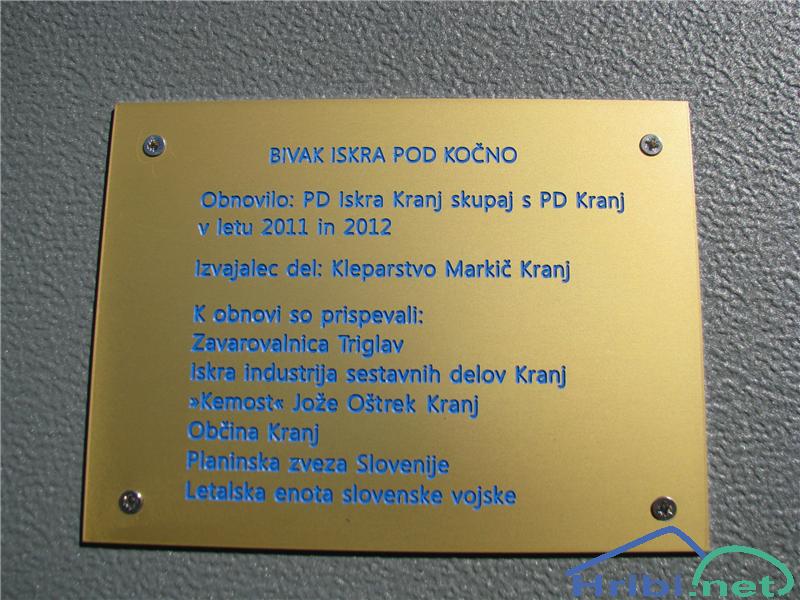 BIVAK ISKRA POD KOČNO
Obnovilo: PD Iskra Kranj skupaj s PD Kranj
v letu 2011 in 2012
Izvajalec del: Kleparstvo Markič Kranj
K obnovi so prispevali:
Zavarovalnica Triglav
Iskra industrija sestavnih delov Kranj
»Kemost« Jože Oštrek Kranj
Občina Kranj
Planinska zveza Slovenije
Letalska enota slovenske vojske
Hribi.net